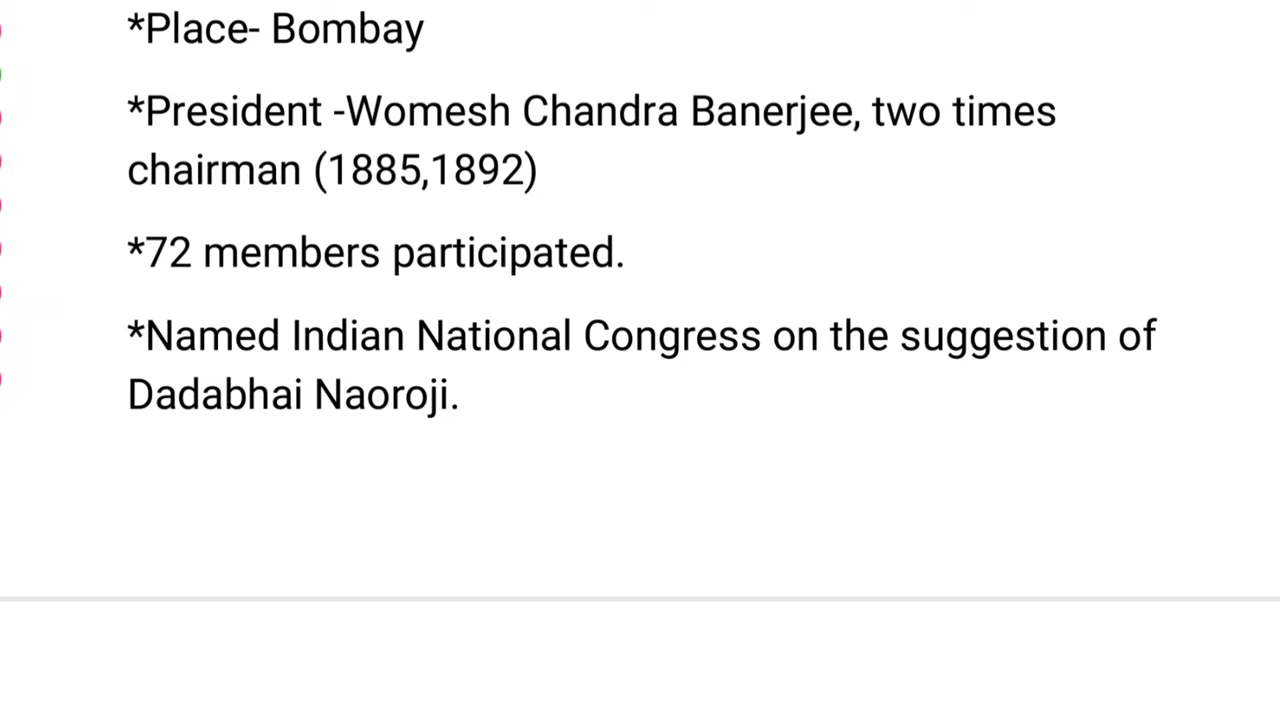 *Place- Bombay
*President -Womesh Chandra Banerjee, two times
chairman (1885,1892)
*72 members participated.
*Named Indian National Congress on the suggestion of
Dadabhai Naoroji.